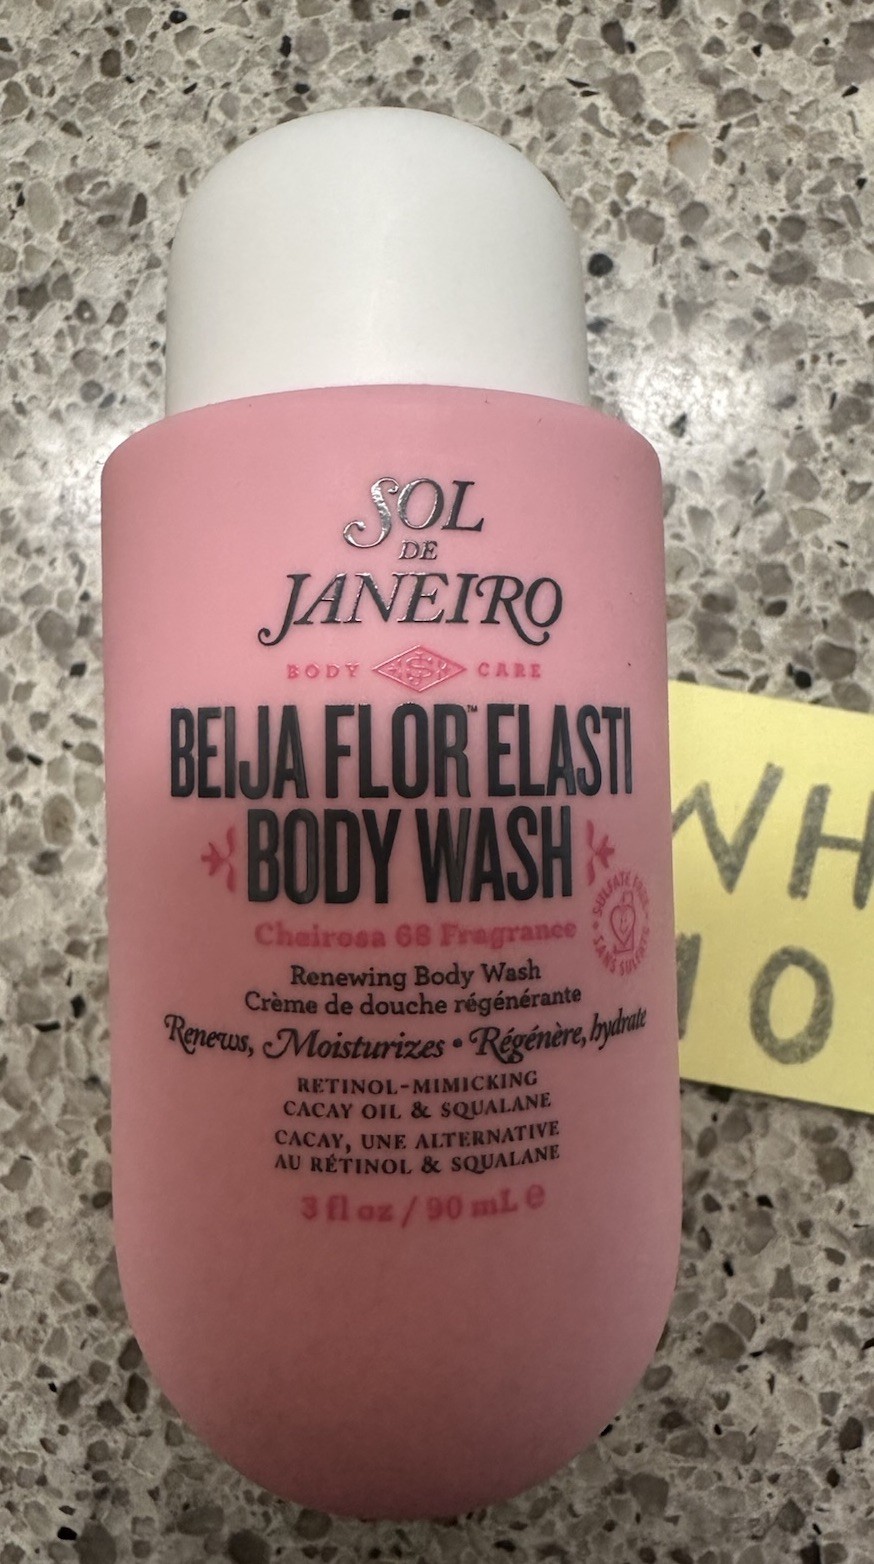 SOL
DE
JANEIRO
BODY CARE
BEIJA FLOR™ ELASTI
BODY WASH
Cheirosa 68 Fragrance
SULFATE FREE
SANS SULFATE
Renewing Body Wash
Crème de douche régénérante
Renews, Moisturizes • Régénère, hydrate
RETINOL-MIMICKING
CACAY OIL & SQUALANE
CACAY, UNE ALTERNATIVE
AU RÉTINOL & SQUALANE
3 fl oz / 90 mL ℮
WH
10